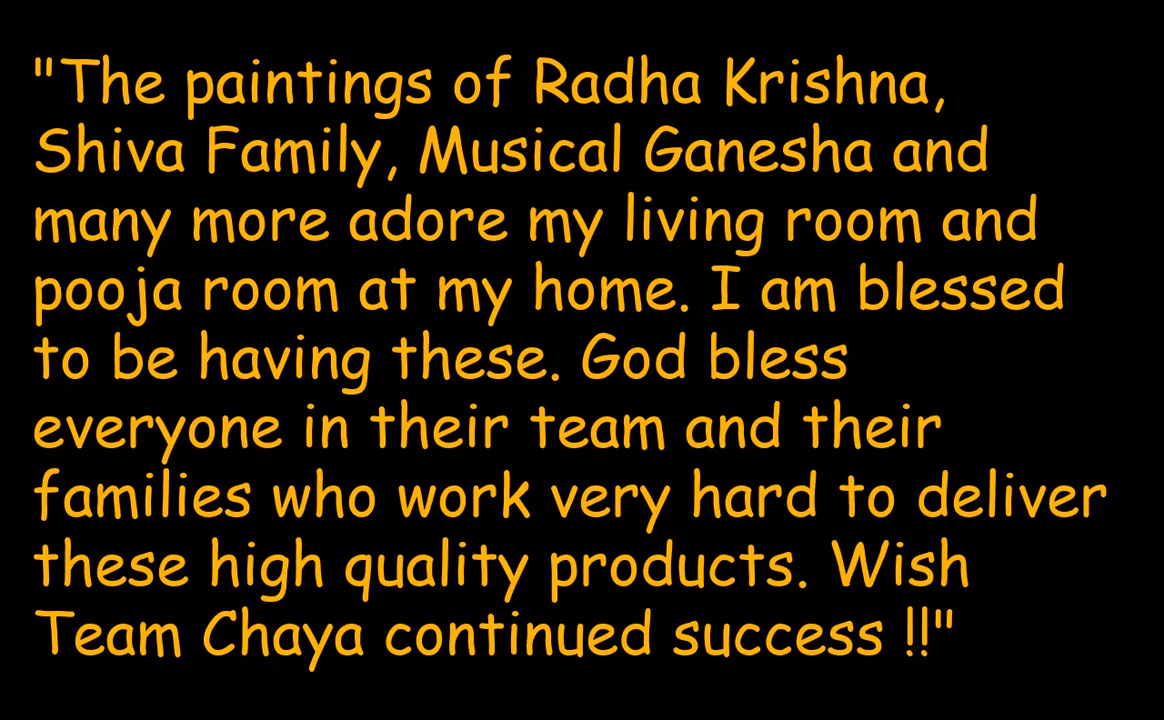 "The paintings of Radha Krishna,
Shiva Family, Musical Ganesha and
many more adore my living room and
pooja room at my home. I am blessed
to be having these. God bless
everyone in their team and their
families who work very hard to deliver
these high quality products. Wish
Team Chaya continued success !!"